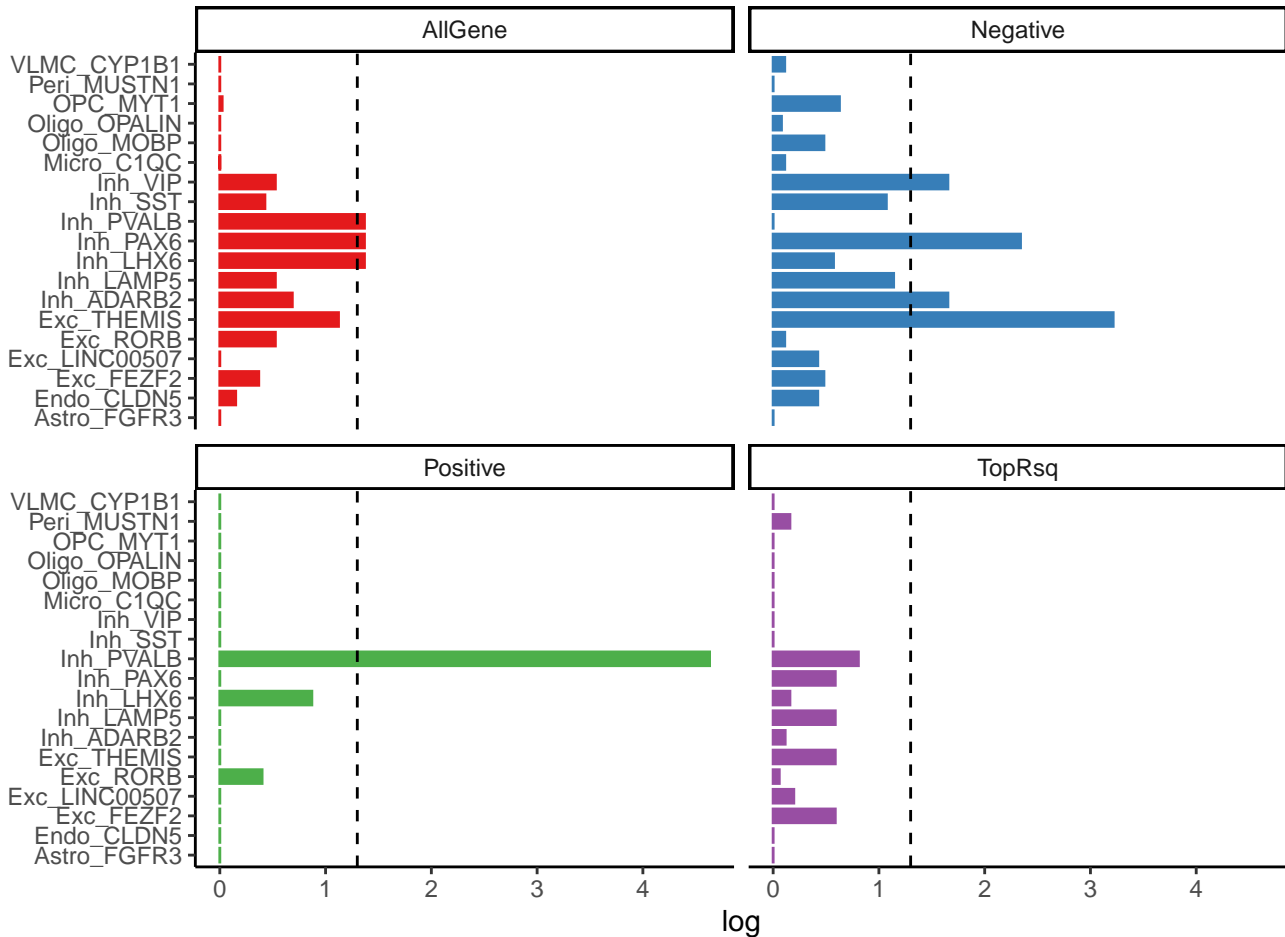 AllGene
Negative
VLMC_CYP1B1
Peri_MUSTN1
OPC_MYT1
Oligo_OPALIN
Oligo_MOBP
Micro_C1QC
Inh_VIP
Inh_SST
Inh_PVALB
Inh_PAX6
Inh_LHX6
Inh_LAMP5
Inh_ADARB2
Exc_THEMIS
Exc_RORB
Exc_LINC00507
Exc_FEZF2
Endo_CLDN5
Astro_FGFR3
Positive
TopRsq
VLMC_CYP1B1
Peri_MUSTN1
OPC_MYT1
Oligo_OPALIN
Oligo_MOBP
Micro_C1QC
Inh_VIP
Inh_SST
Inh_PVALB
Inh_PAX6
Inh_LHX6
Inh_LAMP5
Inh_ADARB2
Exc_THEMIS
Exc_RORB
Exc_LINC00507
Exc_FEZF2
Endo_CLDN5
Astro_FGFR3
0 1 2 3 4
0 1 2 3 4
log